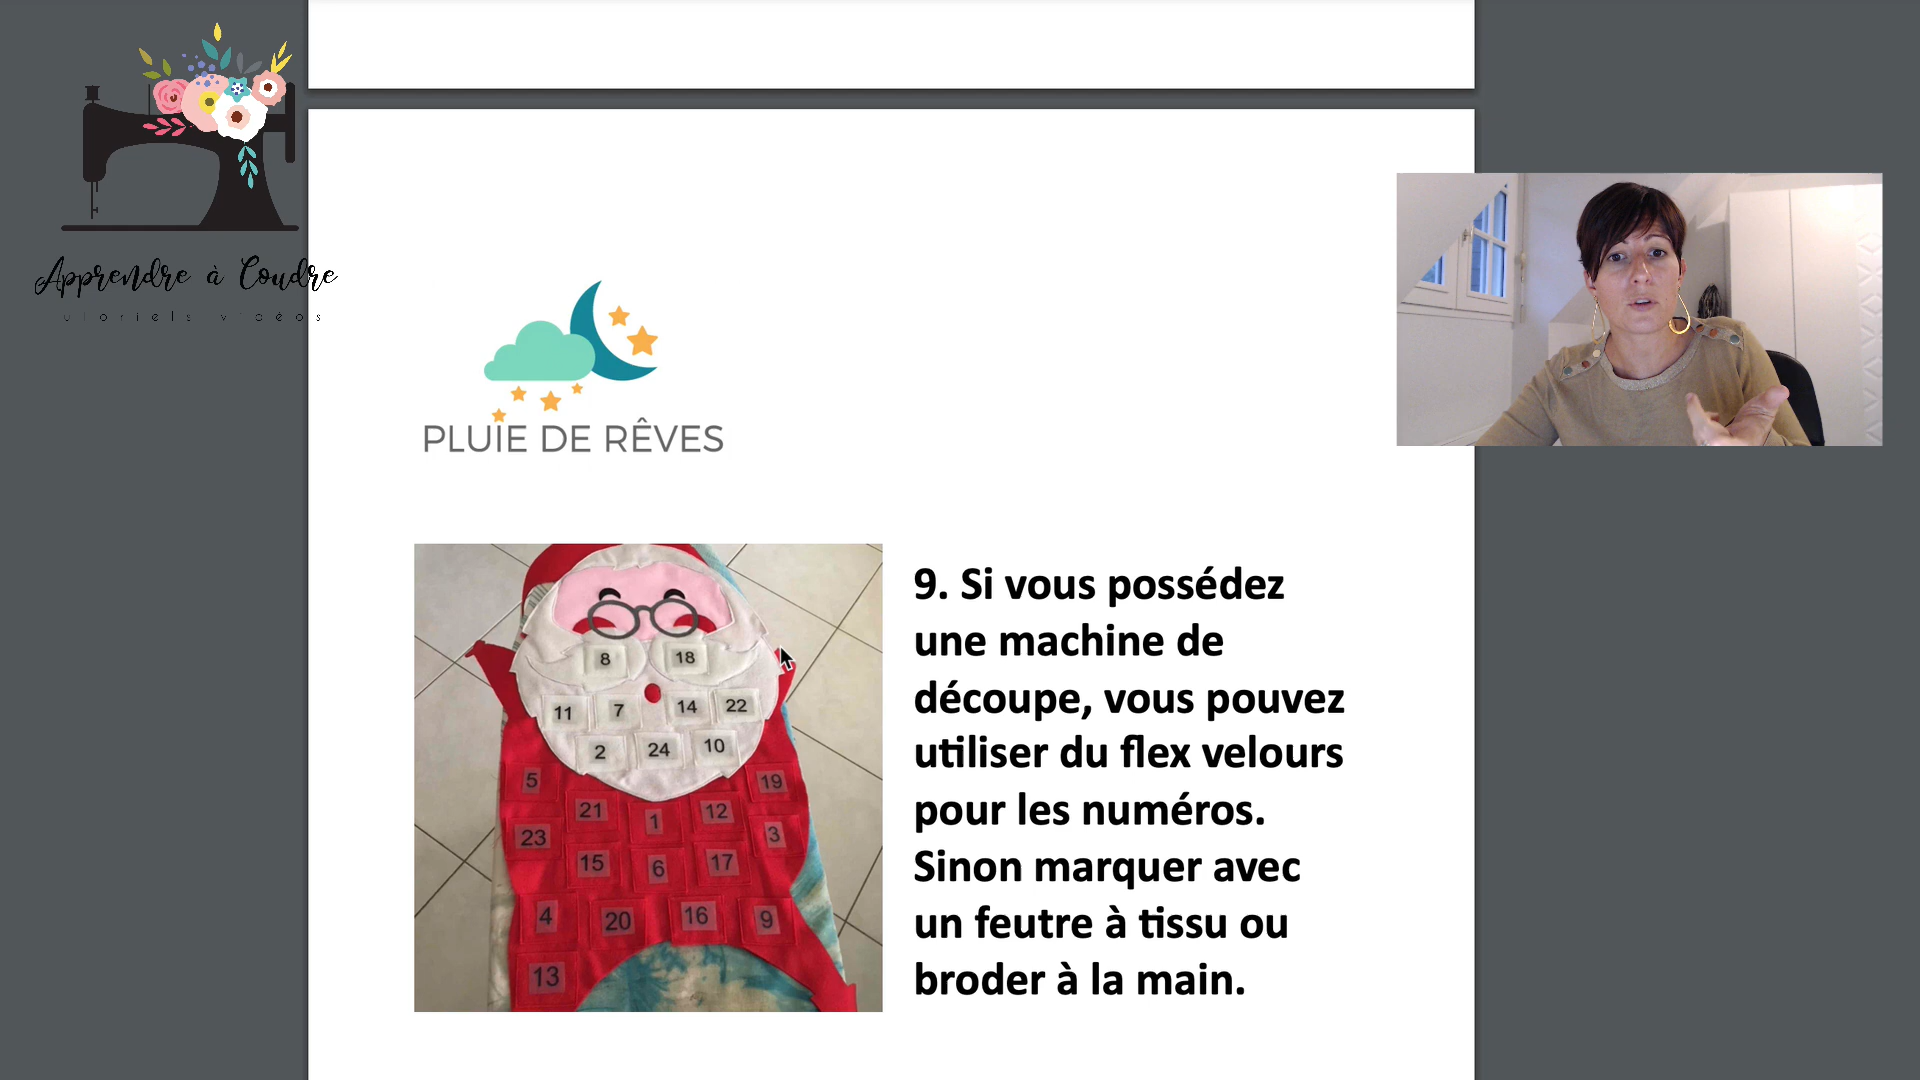 Apprendre à Coudre
utoriels vidéos
PLUIE DE RÊVES
8 18
11 7 14 22
2 24 10
5 19
21 1 12
23 3
15 6 17
4 20 16 9
13
9. Si vous possédez
une machine de
découpe, vous pouvez
utiliser du flex velours
pour les numéros.
Sinon marquer avec
un feutre à tissu ou
broder à la main.